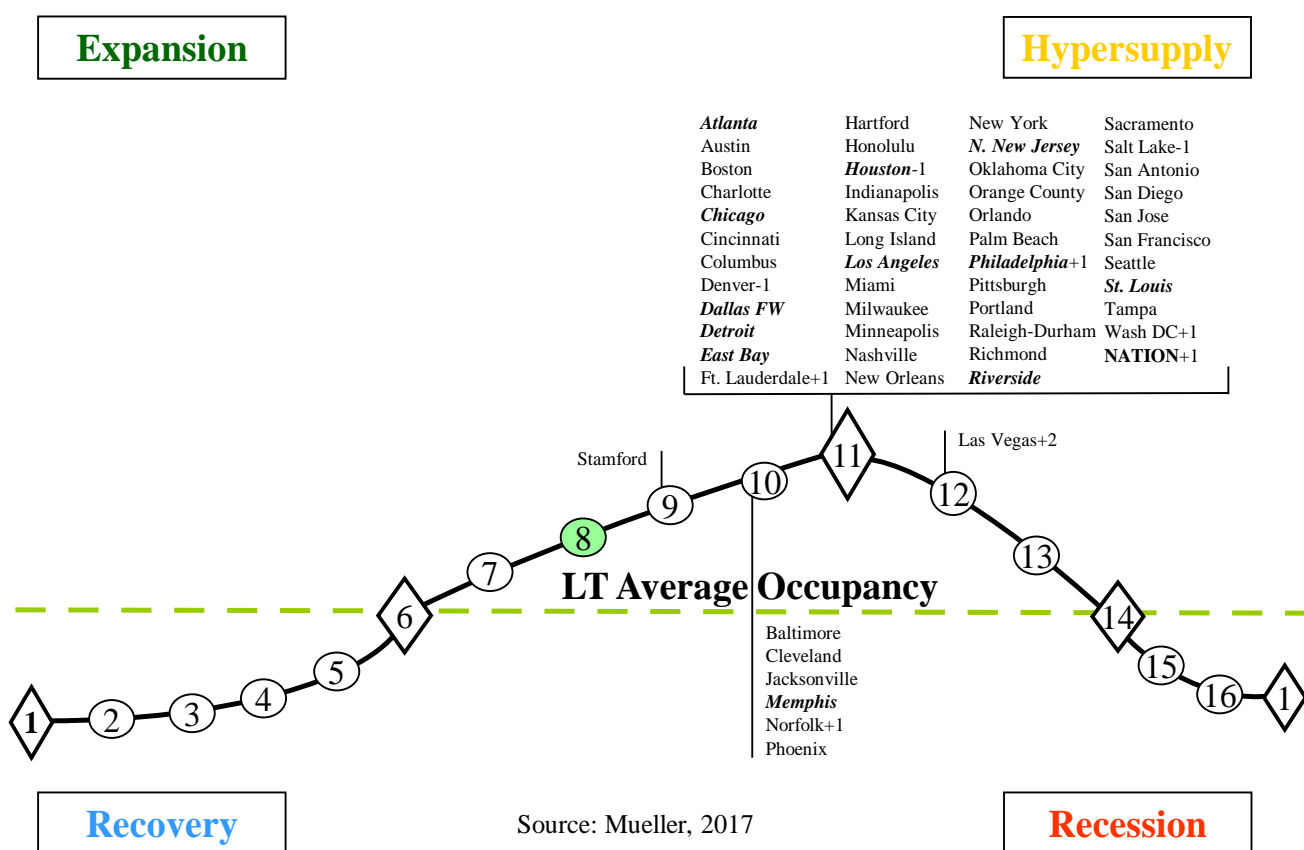 Expansion
Hypersupply
Atlanta Hartford New York Sacramento
Austin Honolulu N. New Jersey Salt Lake-1
Boston Houston-1 Oklahoma City San Antonio
Charlotte Indianapolis Orange County San Diego
Chicago Kansas City Orlando San Jose
Cincinnati Long Island Palm Beach San Francisco
Columbus Los Angeles Philadelphia+1 Seattle
Denver-1 Miami Pittsburgh St. Louis
Dallas FW Milwaukee Portland Tampa
Detroit Minneapolis Raleigh-Durham Wash DC+1
East Bay Nashville Richmond NATION+1
Ft. Lauderdale+1 New Orleans Riverside
Las Vegas+2
Stamford
11
10
12
9
8
13
7
LT Average Occupancy
6
14
Baltimore
Cleveland
Jacksonville
Memphis
Norfolk+1
Phoenix
5
15
4
16
3
2
1
1
Recovery
Source: Mueller, 2017
Recession